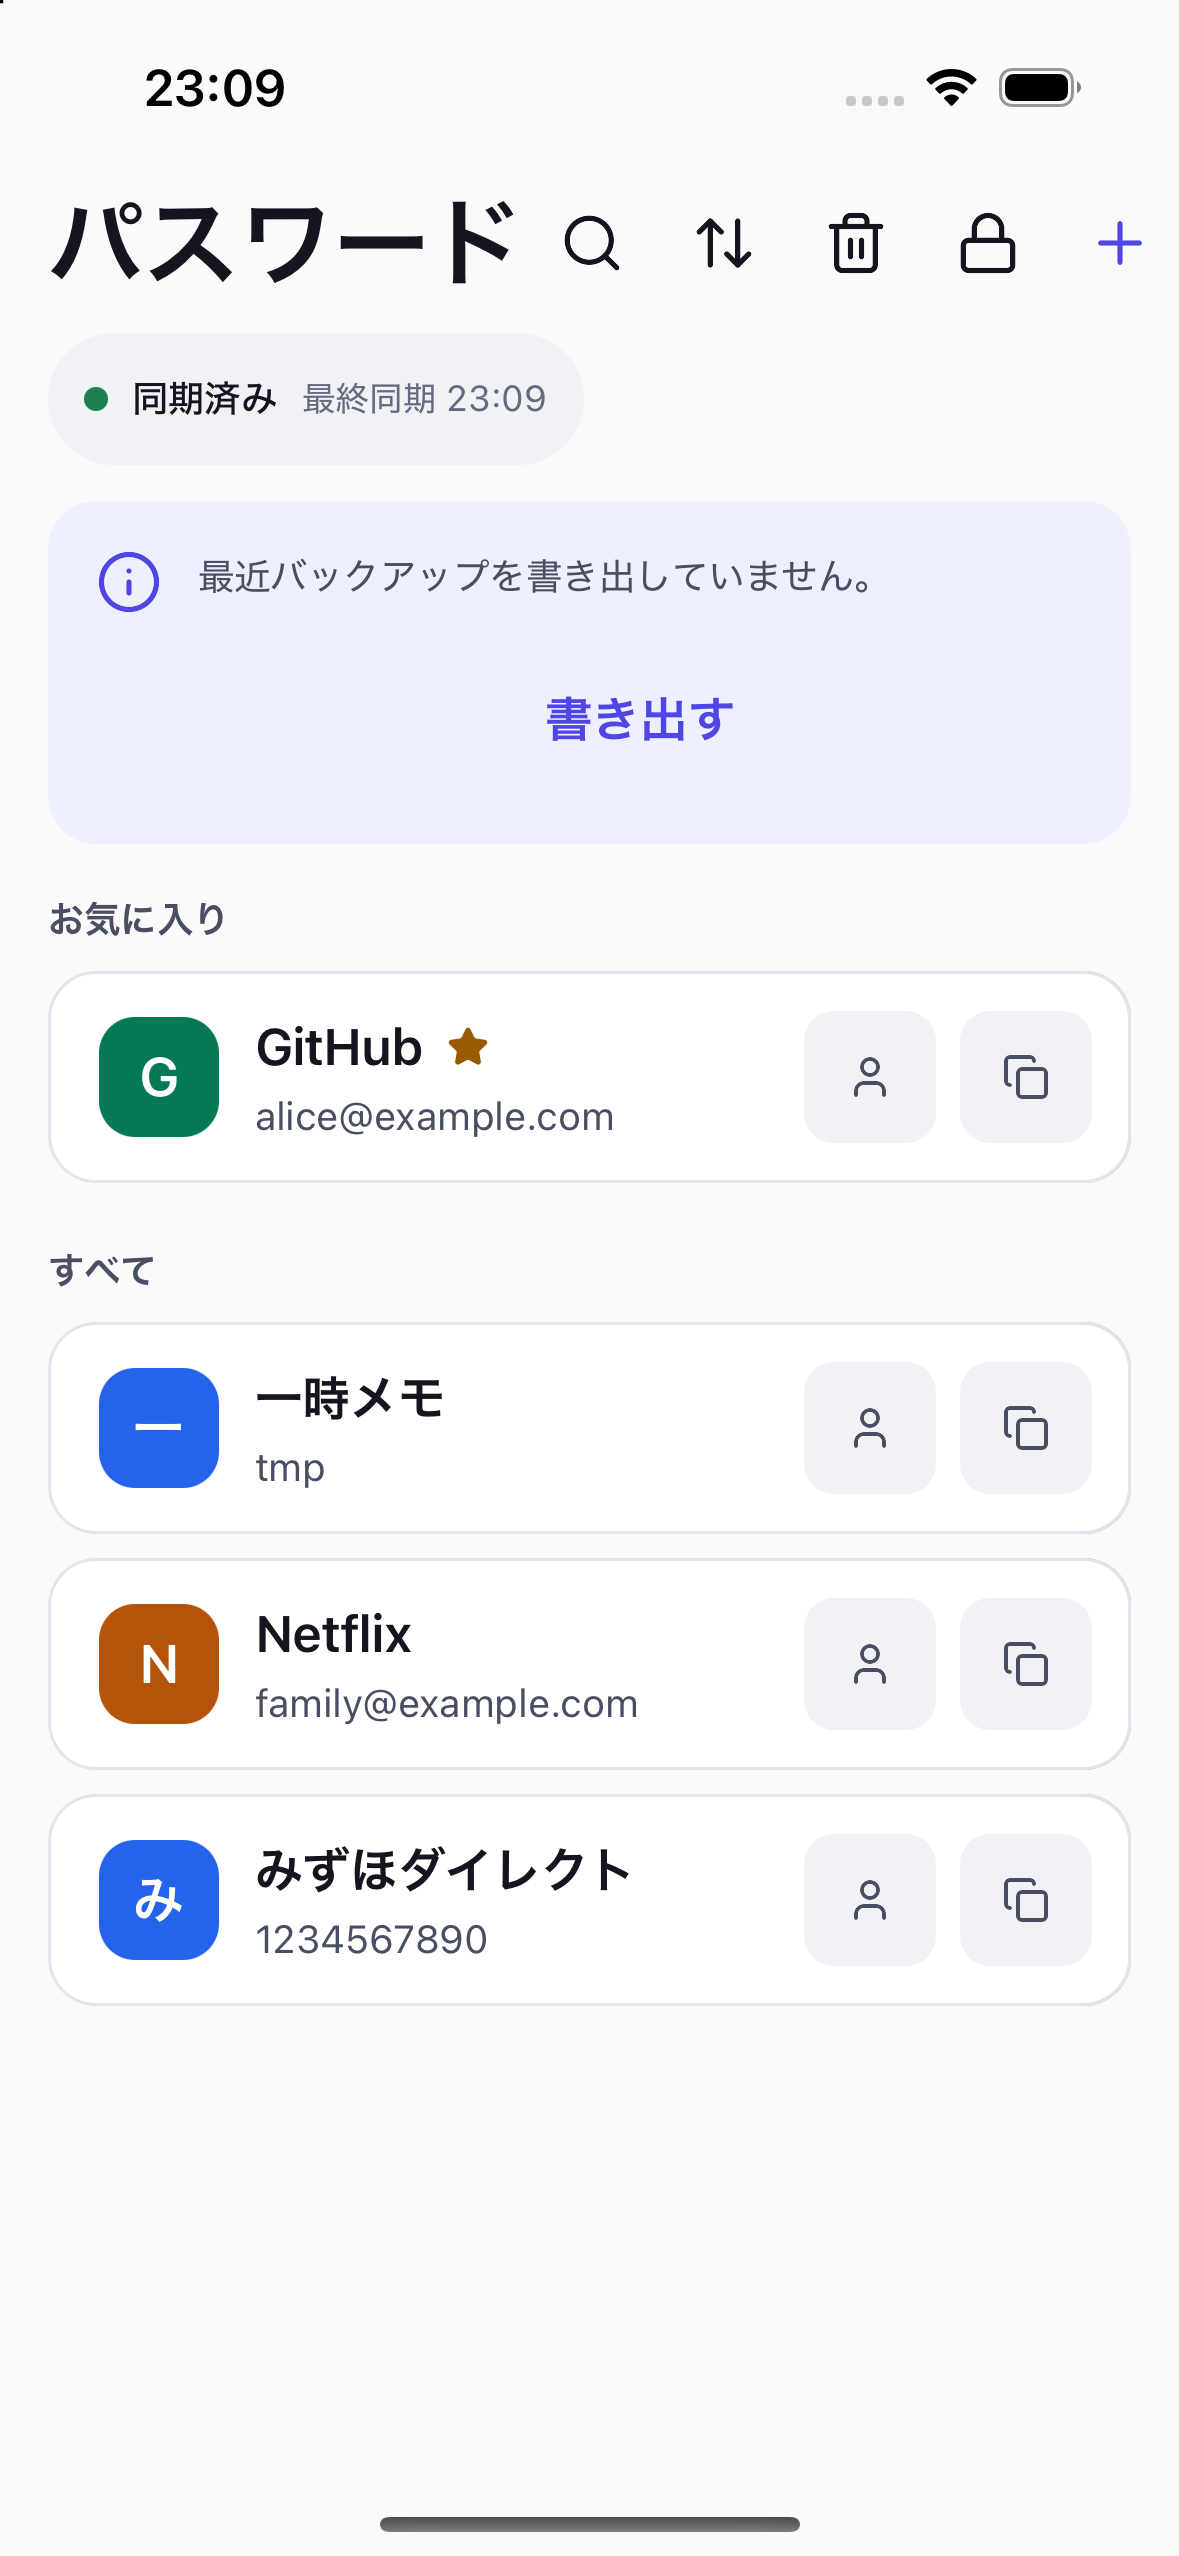 23:09
パスワード
同期済み 最終同期 23:09
最近バックアップを書き出していません。
書き出す
お気に入り
G GitHub
alice@example.com
すべて
一 一時メモ
tmp
N Netflix
family@example.com
み みずほダイレクト
1234567890